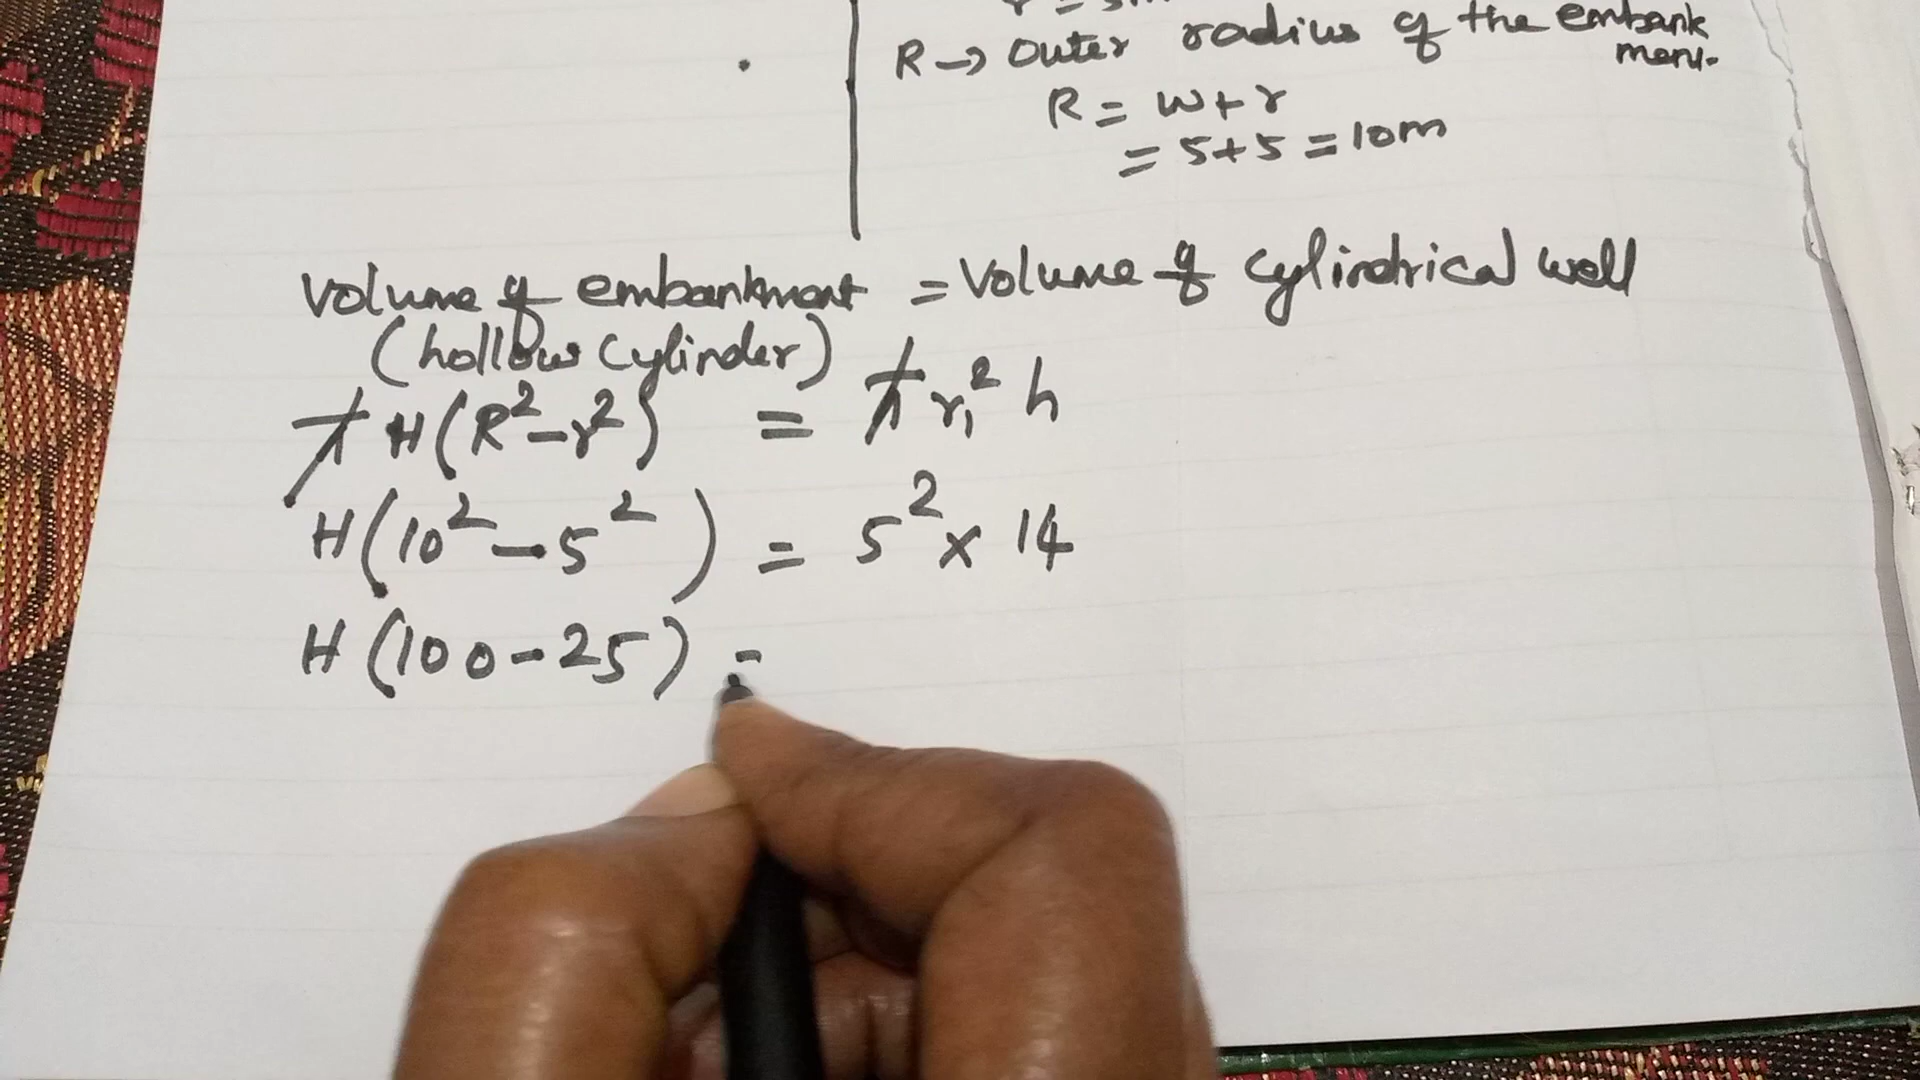 r = 5m
R → Outer radius of the embank
ment.
R = w + r
= 5+5 = 10m
Volume of embankment = Volume of cylindrical well
(hollow cylinder)
π H(R² – r²) = π r₁² h
H(10² – 5²) = 5² × 14
H(100 – 25) =